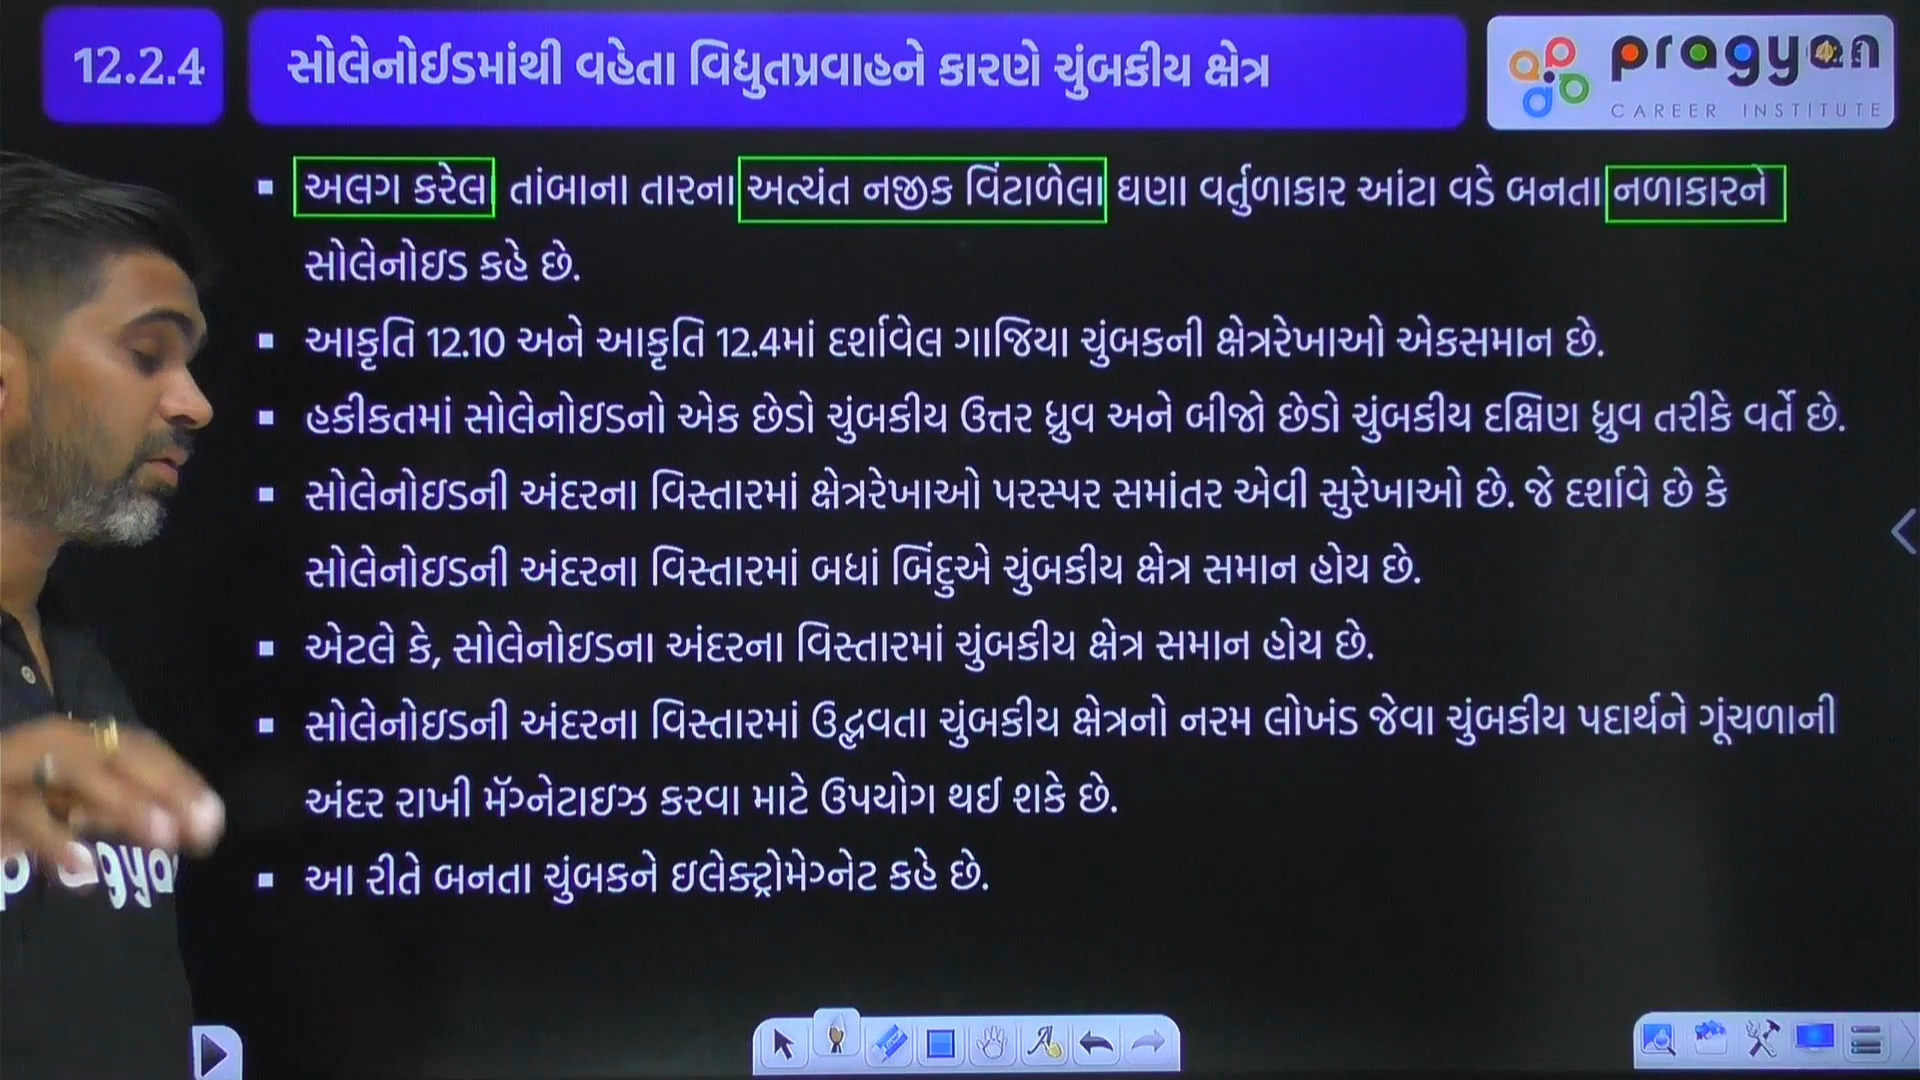 12.2.4
સોલેનોઈડમાંથી વહેતા વિદ્યુતપ્રવાહને કારણે ચુંબકીય ક્ષેત્ર
pragyan
CAREER INSTITUTE
▪ અલગ કરેલ તાંબાના તારના અત્યંત નજીક વિંટાળેલા ઘણા વર્તુળાકાર આંટા વડે બનતા નળાકારને
સોલેનોઇડ કહે છે.
▪ આકૃતિ 12.10 અને આકૃતિ 12.4માં દર્શાવેલ ગાજિયા ચુંબકની ક્ષેત્રરેખાઓ એકસમાન છે.
▪ હકીકતમાં સોલેનોઇડનો એક છેડો ચુંબકીય ઉત્તર ધ્રુવ અને બીજો છેડો ચુંબકીય દક્ષિણ ધ્રુવ તરીકે વર્તે છે.
▪ સોલેનોઇડની અંદરના વિસ્તારમાં ક્ષેત્રરેખાઓ પરસ્પર સમાંતર એવી સુરેખાઓ છે. જે દર્શાવે છે કે
સોલેનોઇડની અંદરના વિસ્તારમાં બધાં બિંદુએ ચુંબકીય ક્ષેત્ર સમાન હોય છે.
▪ એટલે કે, સોલેનોઇડના અંદરના વિસ્તારમાં ચુંબકીય ક્ષેત્ર સમાન હોય છે.
▪ સોલેનોઇડની અંદરના વિસ્તારમાં ઉદ્ભવતા ચુંબકીય ક્ષેત્રનો નરમ લોખંડ જેવા ચુંબકીય પદાર્થને ગૂંચળાની
અંદર રાખી મૅગ્નેટાઇઝ કરવા માટે ઉપયોગ થઈ શકે છે.
▪ આ રીતે બનતા ચુંબકને ઇલેક્ટ્રોમેગ્નેટ કહે છે.